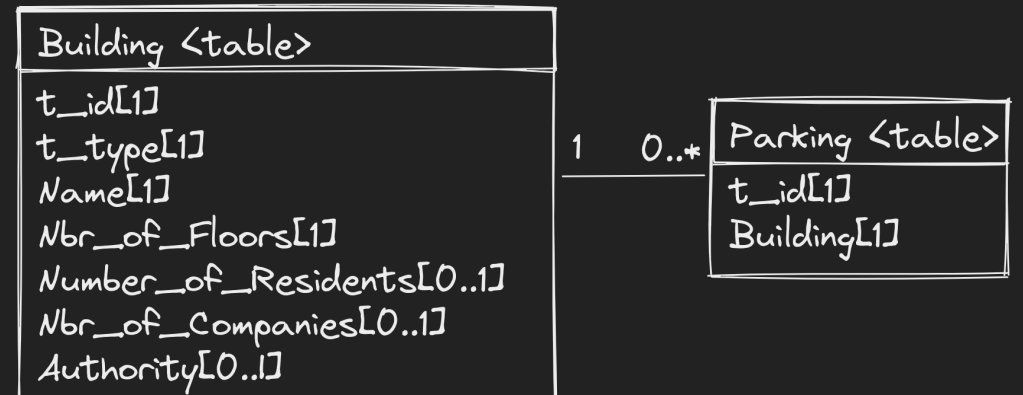 Building <table>
t_id[1]
t_type[1]
Name[1]
Nbr_of_Floors[1]
Number_of_Residents[0..1]
Nbr_of_Companies[0..1]
Authority[0..1]
1 0..*
Parking <table>
t_id[1]
Building[1]